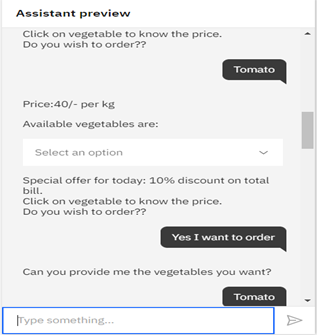 Assistant preview
Click on vegetable to know the price.
Do you wish to order??
Tomato
Price:40/- per kg
Available vegetables are:
Select an option
Special offer for today: 10% discount on total
bill.
Click on vegetable to know the price.
Do you wish to order??
Yes I want to order
Can you provide me the vegetables you want?
Tomato
Type something...